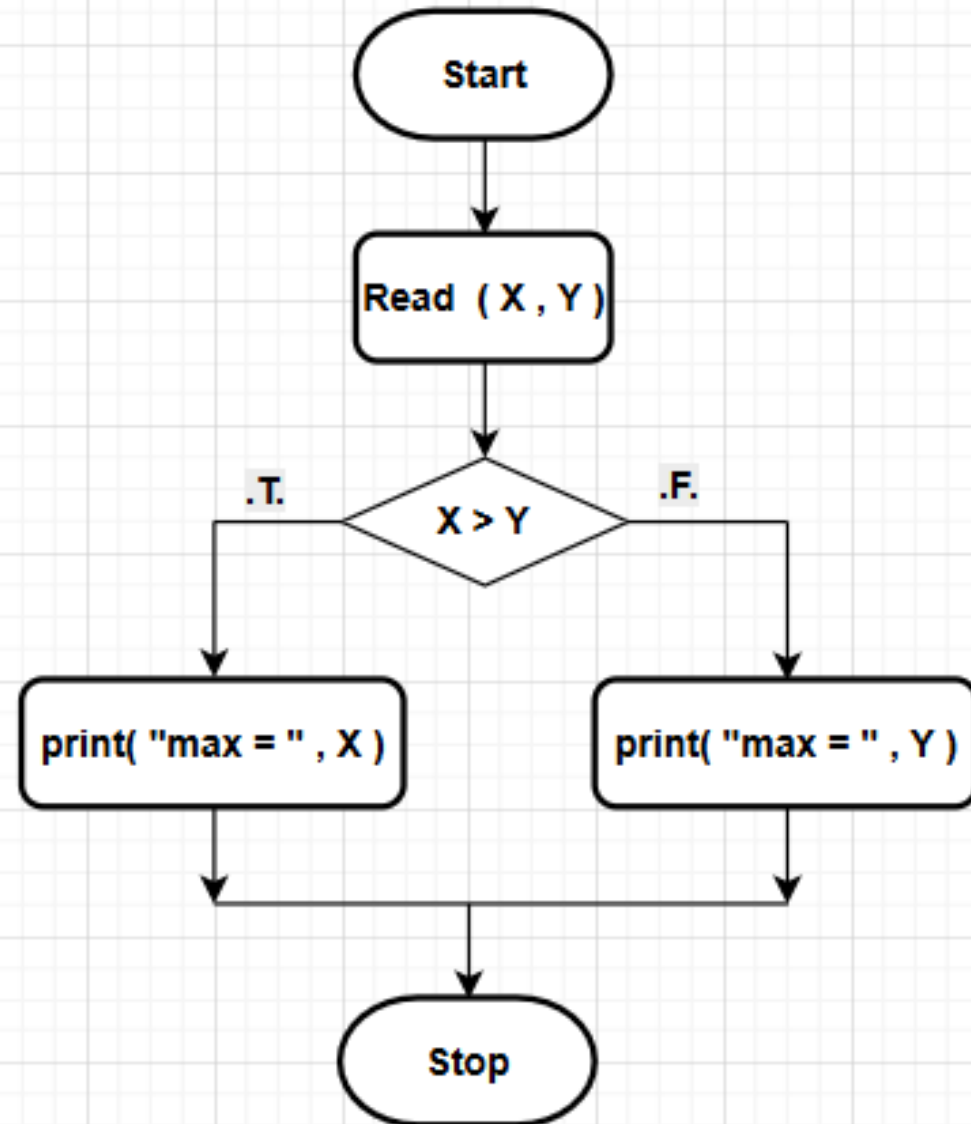 Start
Read ( X , Y )
.T.
.F.
X > Y
print( "max = " , X )
print( "max = " , Y )
Stop